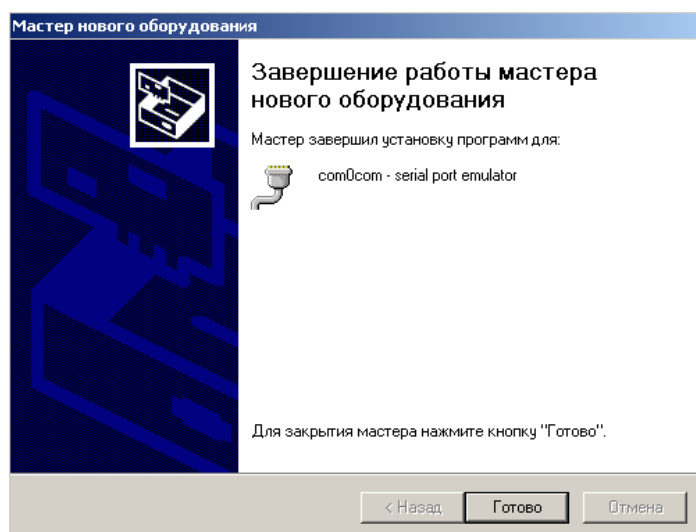 Мастер нового оборудования
Завершение работы мастера
нового оборудования
Мастер завершил установку программ для:
com0com - serial port emulator
Для закрытия мастера нажмите кнопку "Готово".
< Назад
Готово
Отмена